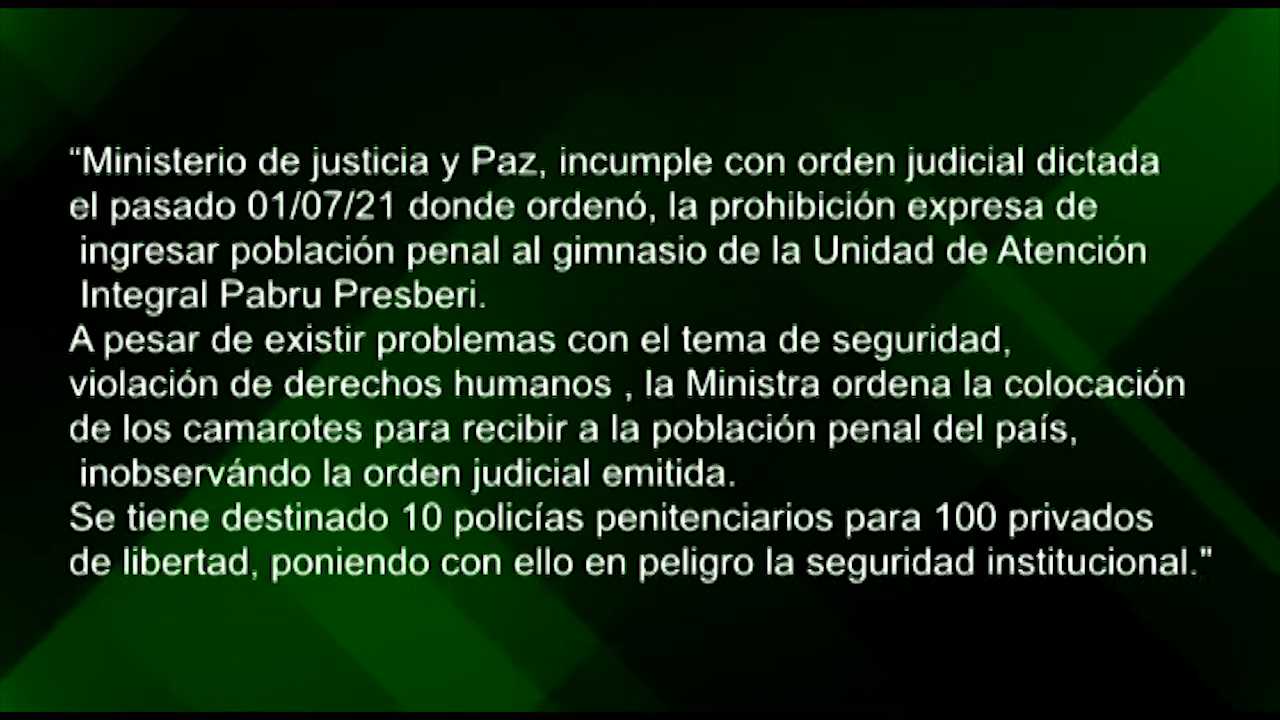 “Ministerio de justicia y Paz, incumple con orden judicial dictada
el pasado 01/07/21 donde ordenó, la prohibición expresa de
ingresar población penal al gimnasio de la Unidad de Atención
Integral Pabru Presberi.
A pesar de existir problemas con el tema de seguridad,
violación de derechos humanos , la Ministra ordena la colocación
de los camarotes para recibir a la población penal del país,
inobservándo la orden judicial emitida.
Se tiene destinado 10 policías penitenciarios para 100 privados
de libertad, poniendo con ello en peligro la seguridad institucional."